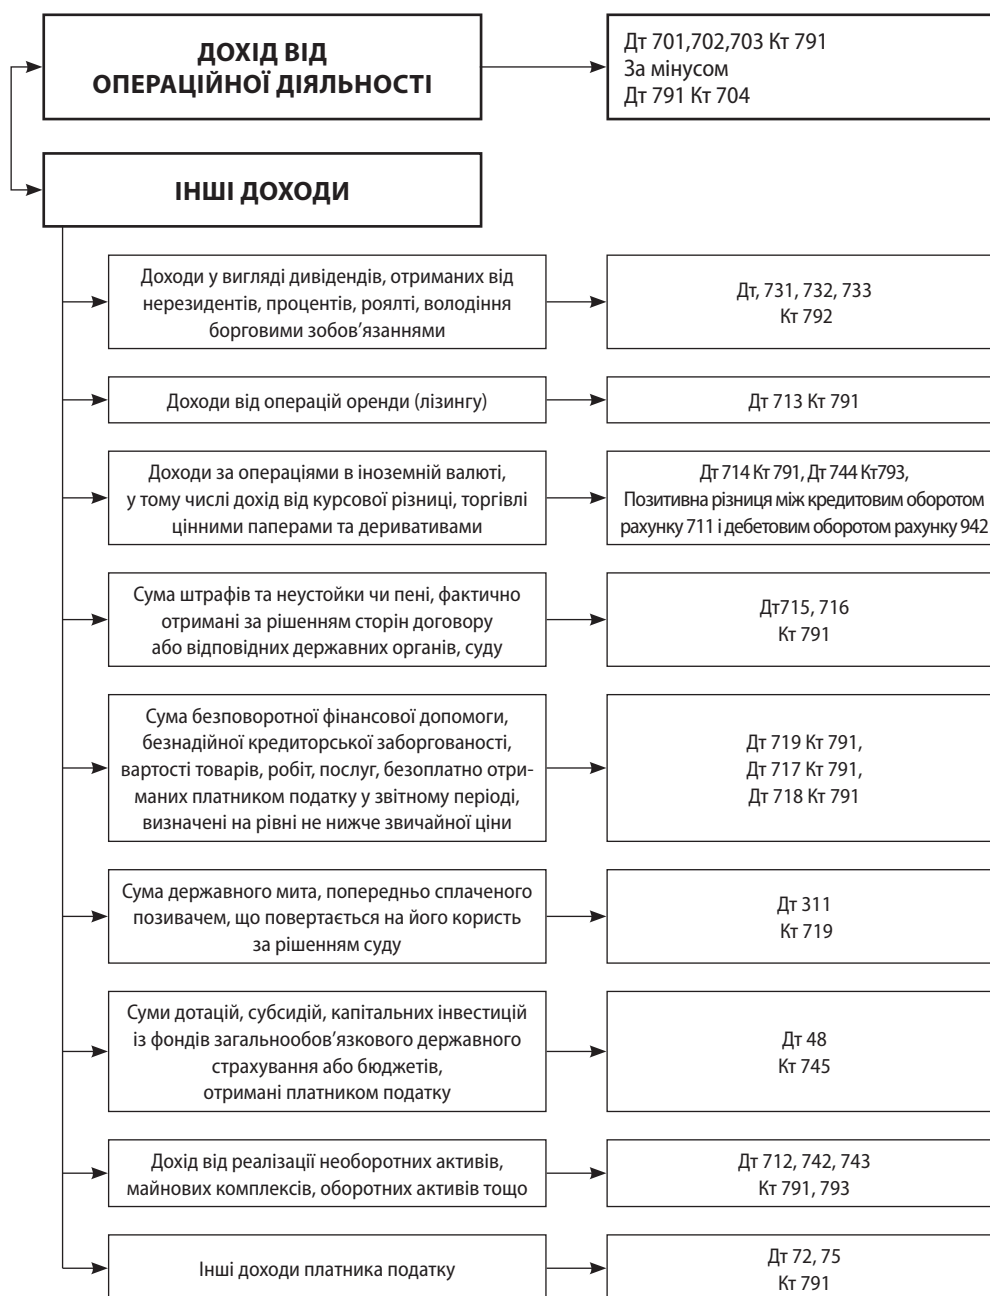 ДОХІД ВІД
ОПЕРАЦІЙНОЇ ДІЯЛЬНОСТІ
Дт 701,702,703 Кт 791
За мінусом
Дт 791 Кт 704
ІНШІ ДОХОДИ
Доходи у вигляді дивідендів, отриманих від
нерезидентів, процентів, роялті, володіння
борговими зобов’язаннями
Дт, 731, 732, 733
Кт 792
Доходи від операцій оренди (лізингу)
Дт 713 Кт 791
Доходи за операціями в іноземній валюті,
у тому числі дохід від курсової різниці, торгівлі
цінними паперами та деривативами
Дт 714 Кт 791, Дт 744 Кт793,
Позитивна різниця між кредитовим оборотом
рахунку 711 і дебетовим оборотом рахунку 942
Сума штрафів та неустойки чи пені, фактично
отримані за рішенням сторін договору
або відповідних державних органів, суду
Дт715, 716
Кт 791
Сума безповоротної фінансової допомоги,
безнадійної кредиторської заборгованості,
вартості товарів, робіт, послуг, безоплатно отри-
маних платником податку у звітному періоді,
визначені на рівні не нижче звичайної ціни
Дт 719 Кт 791,
Дт 717 Кт 791,
Дт 718 Кт 791
Сума державного мита, попередньо сплаченого
позивачем, що повертається на його користь
за рішенням суду
Дт 311
Кт 719
Суми дотацій, субсидій, капітальних інвестицій
із фондів загальнообов’язкового державного
страхування або бюджетів,
отримані платником податку
Дт 48
Кт 745
Дохід від реалізації необоротних активів,
майнових комплексів, оборотних активів тощо
Дт 712, 742, 743
Кт 791, 793
Інші доходи платника податку
Дт 72, 75
Кт 791